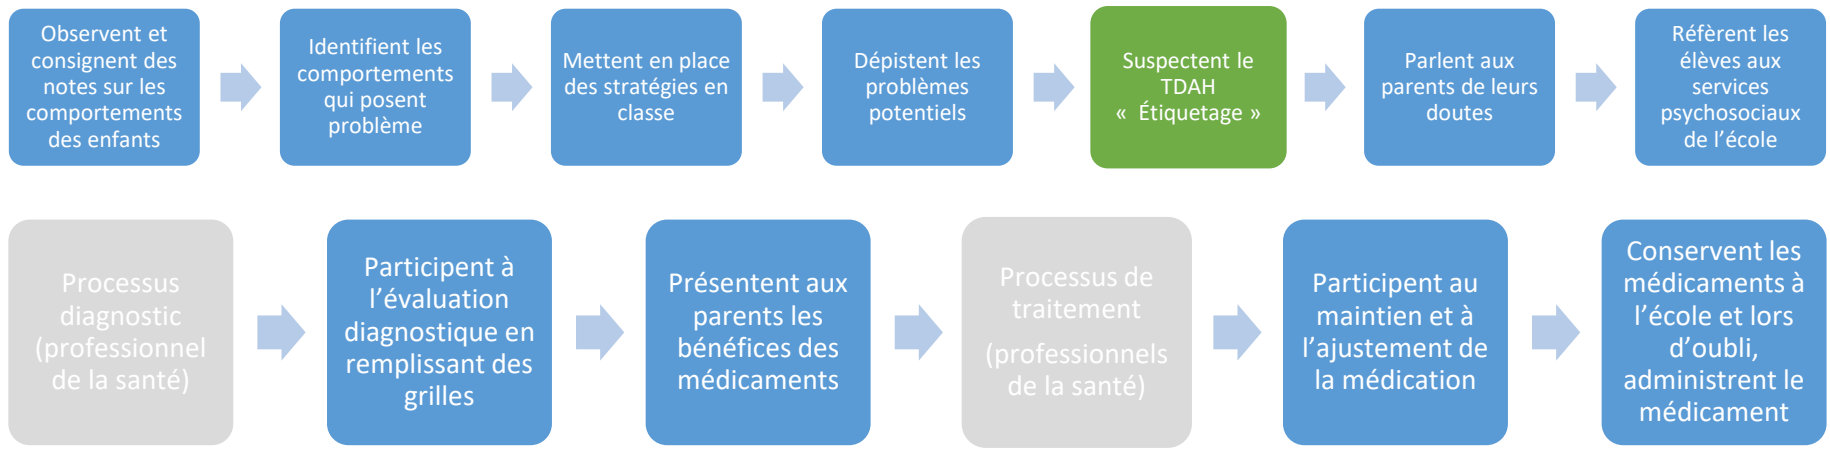 Observent et
consignent des
notes sur les
comportements
des enfants
Identifient les
comportements
qui posent
problème
Mettent en place
des stratégies en
classe
Dépistent les
problèmes
potentiels
Suspectent le
TDAH
«  Étiquetage »
Parlent aux
parents de leurs
doutes
Réfèrent les
élèves aux
services
psychosociaux
de l’école
Processus
diagnostic
(professionnel
de la santé)
Participent à
l’évaluation
diagnostique en
remplissant des
grilles
Présentent aux
parents les
bénéfices des
médicaments
Processus de
traitement
(professionnels
de la santé)
Participent au
maintien et à
l’ajustement de
la médication
Conservent les
médicaments à
l’école et lors
d’oubli,
administrent le
médicament